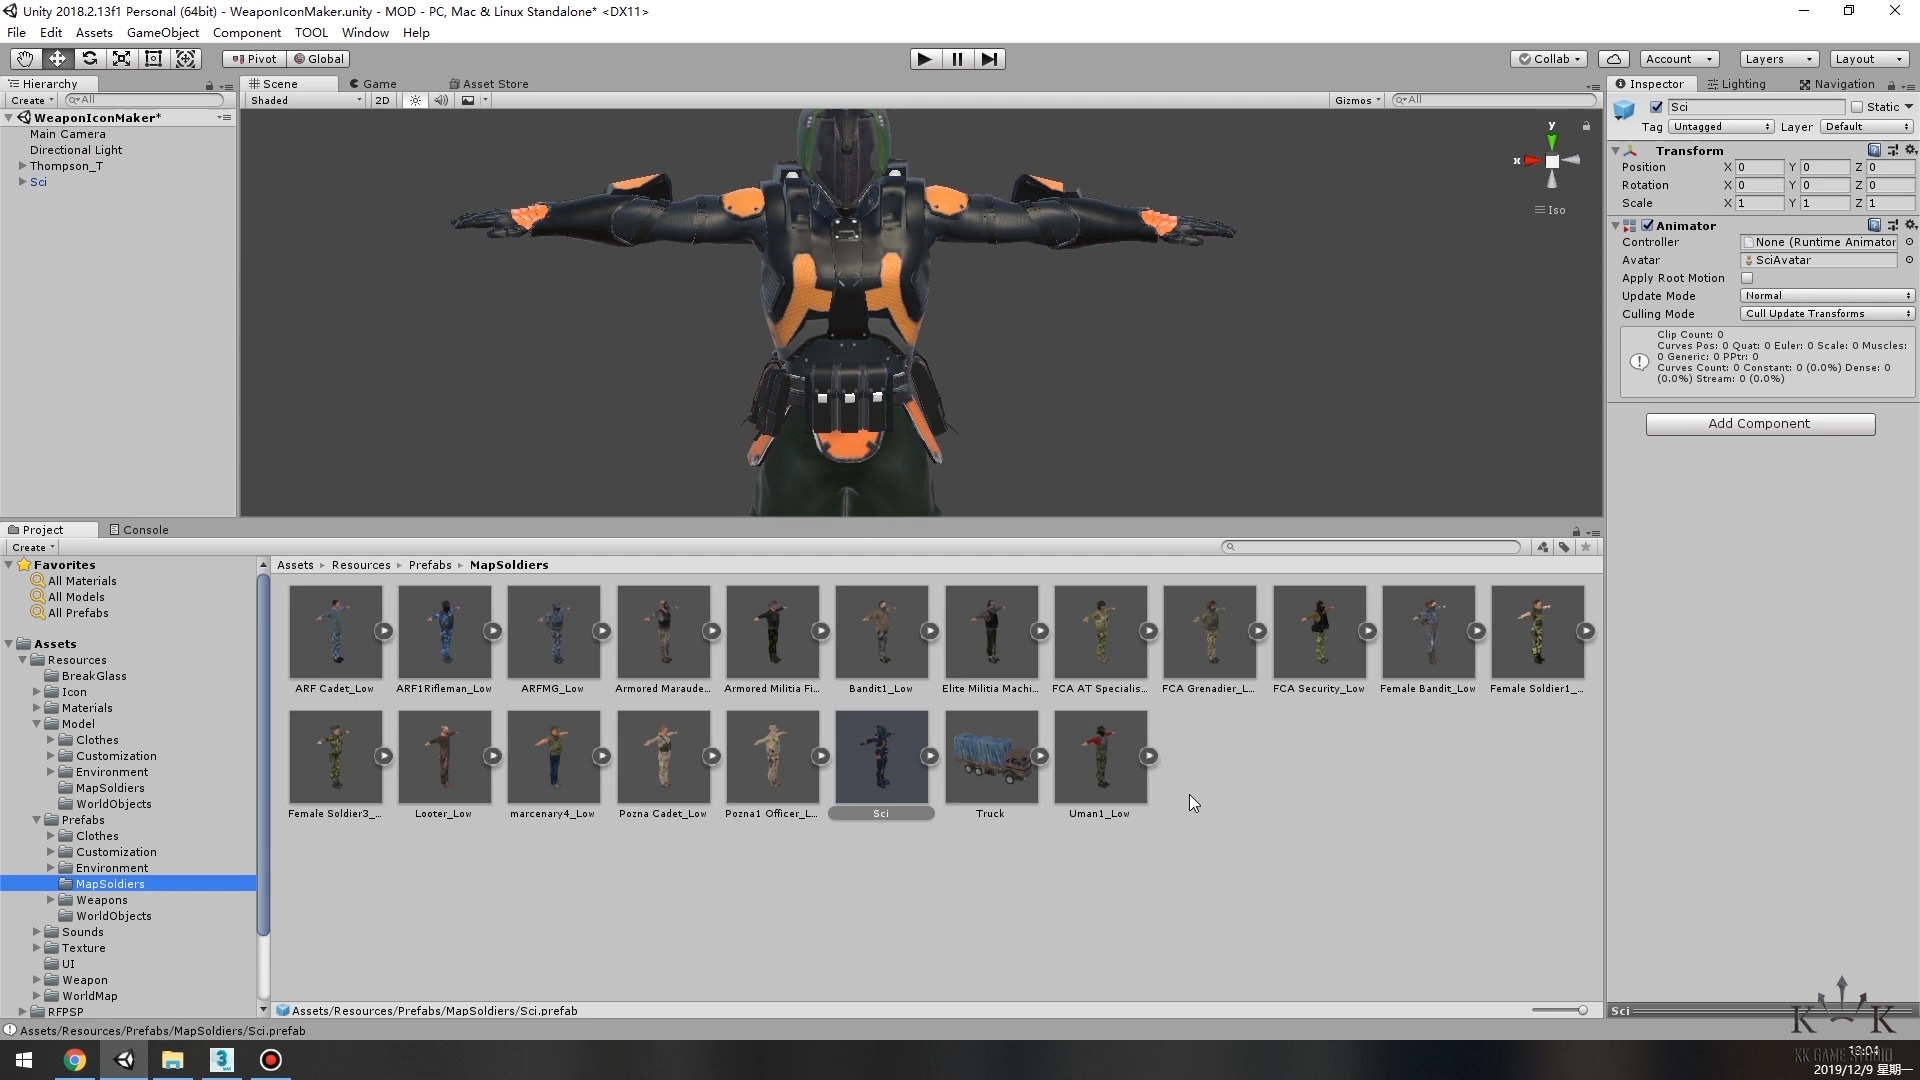 Unity 2018.2.13f1 Personal (64bit) - WeaponIconMaker.unity - MOD - PC, Mac & Linux Standalone* <DX11>
File Edit Assets GameObject Component TOOL Window Help
Pivot Global Collab Account Layers Layout
Hierarchy
Create All
WeaponIconMaker*
Main Camera
Directional Light
Thompson_T
Sci
Scene Game Asset Store
Shaded 2D Gizmos All
y
x
Iso
Inspector Lighting Navigation
Sci Static
Tag Untagged Layer Default
Transform
Position X 0 Y 0 Z 0
Rotation X 0 Y 0 Z 0
Scale X 1 Y 1 Z 1
Animator
Controller None (Runtime Animator
Avatar SciAvatar
Apply Root Motion
Update Mode Normal
Culling Mode Cull Update Transforms
Clip Count: 0
Curves Pos: 0 Quat: 0 Euler: 0 Scale: 0 Muscles:
0 Generic: 0 PPtr: 0
Curves Count: 0 Constant: 0 (0.0%) Dense: 0
(0.0%) Stream: 0 (0.0%)
Add Component
Project Console
Create
Favorites
All Materials
All Models
All Prefabs
Assets
Resources
BreakGlass
Icon
Materials
Model
Clothes
Customization
Environment
MapSoldiers
WorldObjects
Prefabs
Clothes
Customization
Environment
MapSoldiers
Weapons
WorldObjects
Sounds
Texture
UI
Weapon
WorldMap
RFPSP
Assets Resources Prefabs MapSoldiers
ARF Cadet_Low ARF1Rifleman_Low ARFMG_Low Armored Maraude... Armored Militia Fi... Bandit1_Low Elite Militia Machi... FCA AT Specialis... FCA Grenadier_L... FCA Security_Low Female Bandit_Low Female Soldier1_...
Female Soldier3_... Looter_Low marcenary4_Low Pozna Cadet_Low Pozna1 Officer_L... Sci Truck Uman1_Low
Assets/Resources/Prefabs/MapSoldiers/Sci.prefab
Sci
Assets/Resources/Prefabs/MapSoldiers/Sci.prefab
K K
KK GAME STUDIO
2019/12/9 星期一